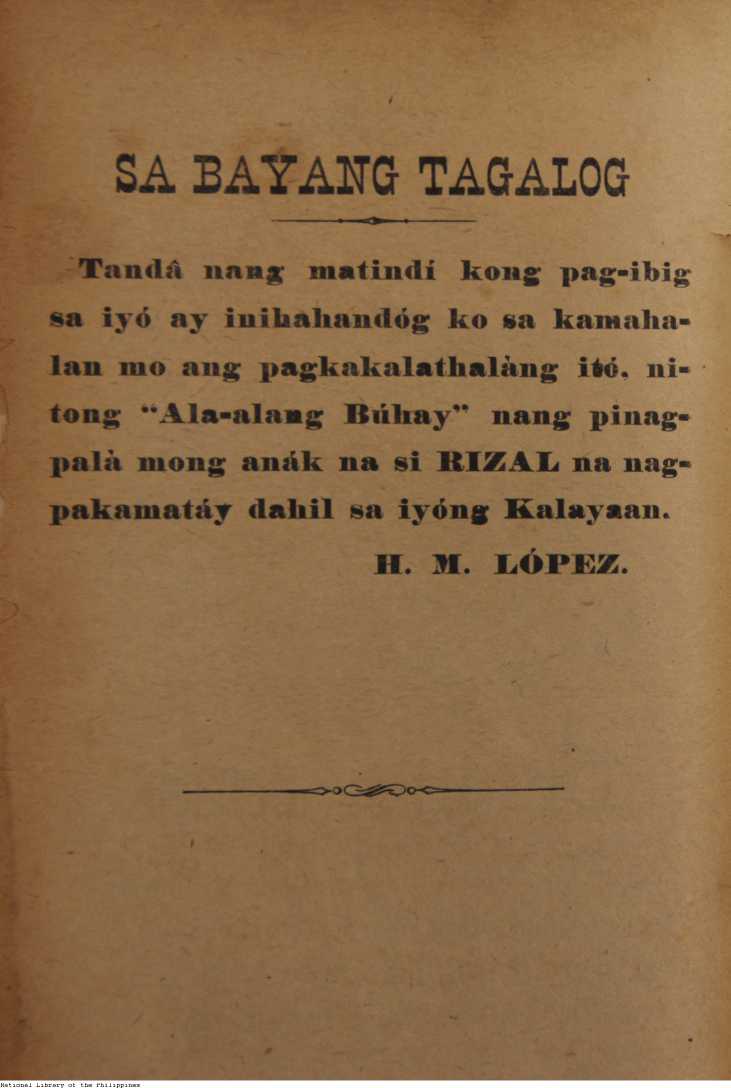 SA BAYANG TAGALOG
Tandâ nang matindí kong pag-ibig
sa iyó ay inihahandóg ko sa kamaha-
lan mo ang pagkakalathalàng itó, ni-
tong “Ala-alang Búhay” nang pinag-
palà mong anák na si RIZAL na nag-
pakamatáy dahil sa iyóng Kalayaan.
H. M. LÓPEZ.
National Library of the Philippines